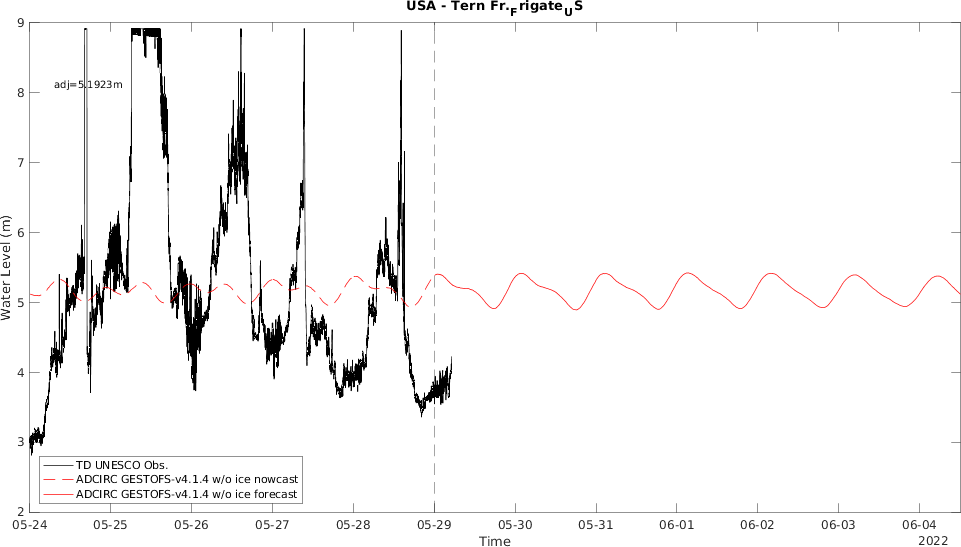 USA - Tern Fr.FrigateUS
9
8
7
6
5
4
3
2
Water Level (m)
adj=5.1923m
TD UNESCO Obs.
ADCIRC GESTOFS-v4.1.4 w/o ice nowcast
ADCIRC GESTOFS-v4.1.4 w/o ice forecast
05-24 05-25 05-26 05-27 05-28 05-29 05-30 05-31 06-01 06-02 06-03 06-04
Time
2022